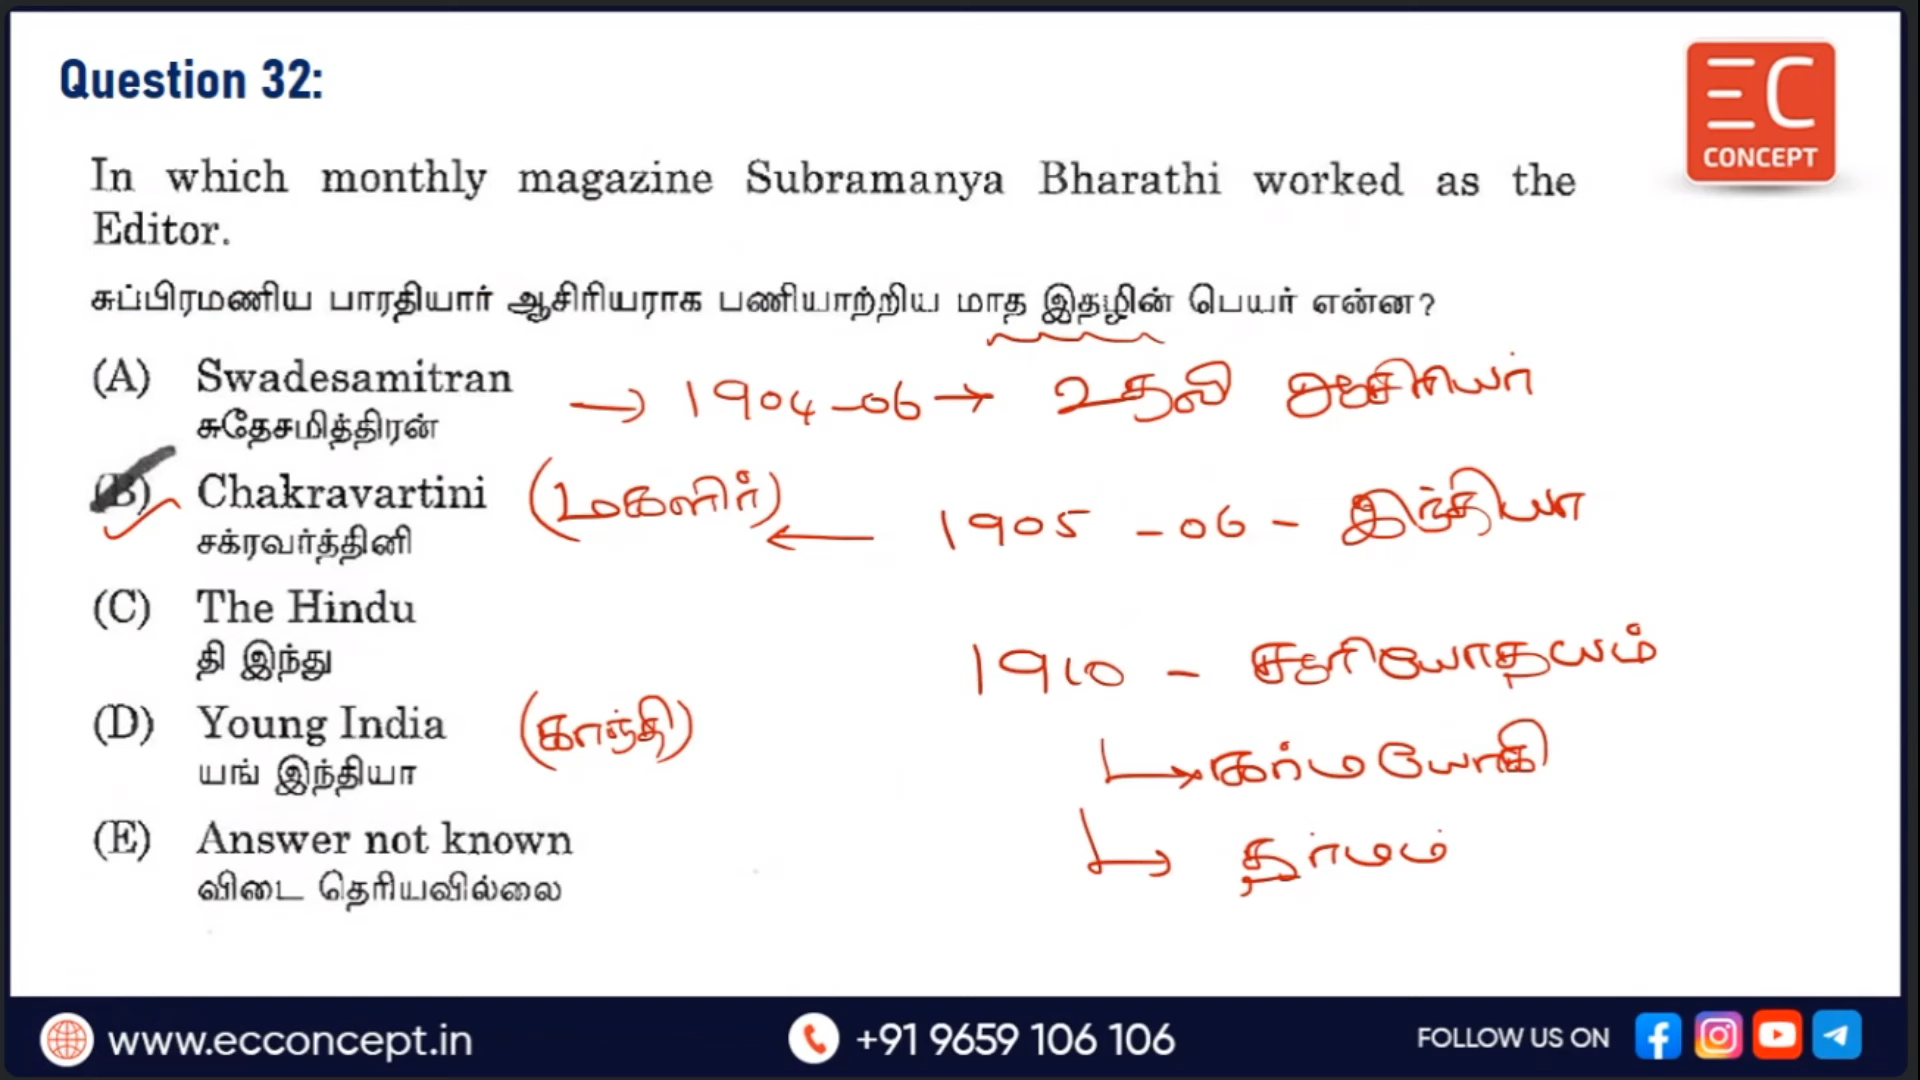 Question 32:
EC
CONCEPT
In which monthly magazine Subramanya Bharathi worked as the
Editor.
சுப்பிரமணிய பாரதியார் ஆசிரியராக பணியாற்றிய மாத இதழின் பெயர் என்ன?
(A) Swadesamitran → 1904-06 → உதவி ஆசிரியர்
சுதேசமித்திரன்
(B) Chakravartini (மகளிர்) ← 1905 - 06 - இந்தியா
சக்ரவர்த்தினி
(C) The Hindu
தி இந்து
1910 - சூரியோதயம்
(D) Young India (காந்தி)
யங் இந்தியா
கர்மயோகி
(E) Answer not known
தர்மம்
விடை தெரியவில்லை
www.ecconcept.in +91 9659 106 106 FOLLOW US ON